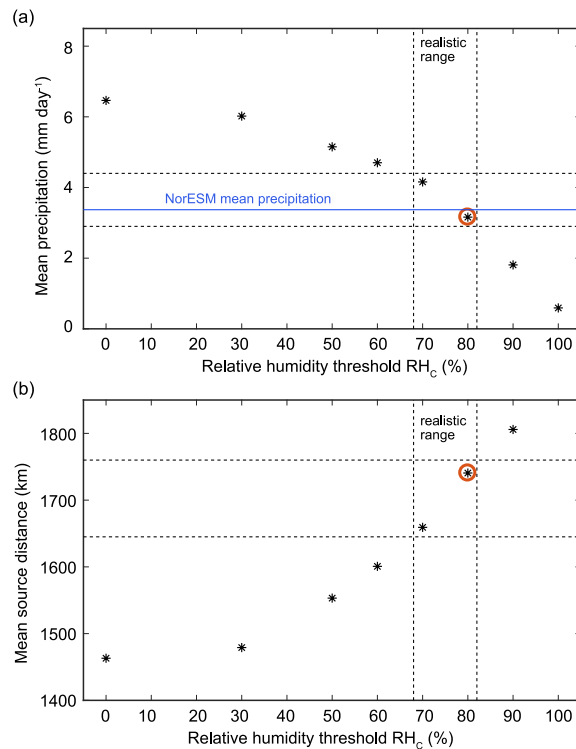 (a)
realistic
range
8
6
4
2
0
Mean precipitation (mm day⁻¹)
NorESM mean precipitation
0 10 20 30 40 50 60 70 80 90 100
Relative humidity threshold RH_C (%)
(b)
realistic
range
1800
1700
1600
1500
1400
Mean source distance (km)
0 10 20 30 40 50 60 70 80 90 100
Relative humidity threshold RH_C (%)